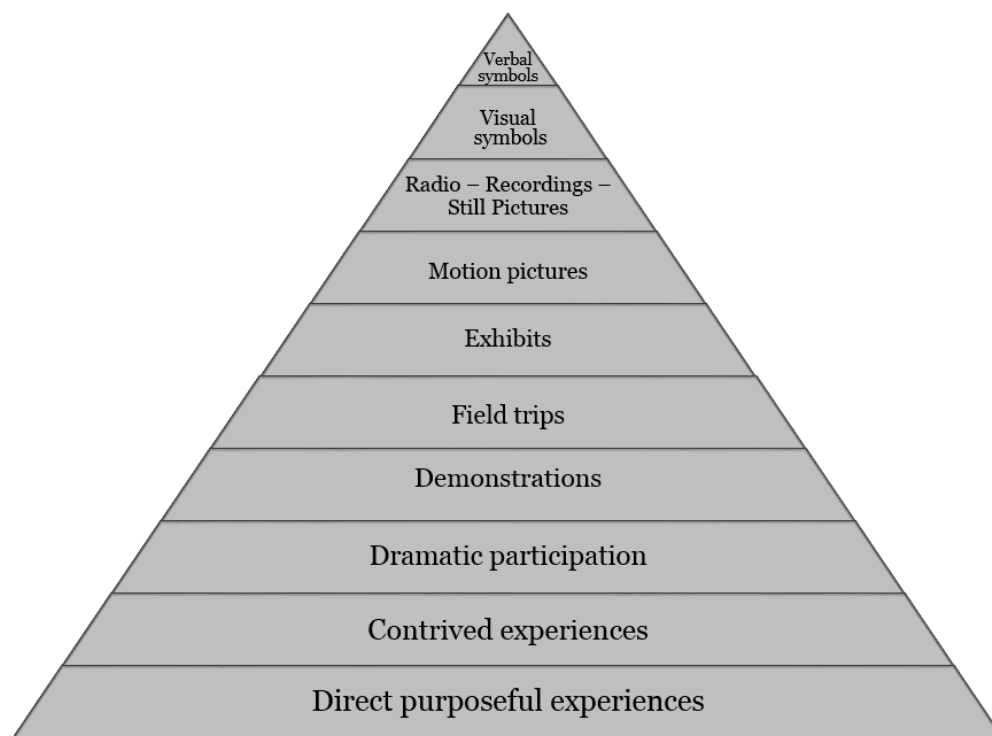 Verbal
symbols
Visual
symbols
Radio – Recordings –
Still Pictures
Motion pictures
Exhibits
Field trips
Demonstrations
Dramatic participation
Contrived experiences
Direct purposeful experiences